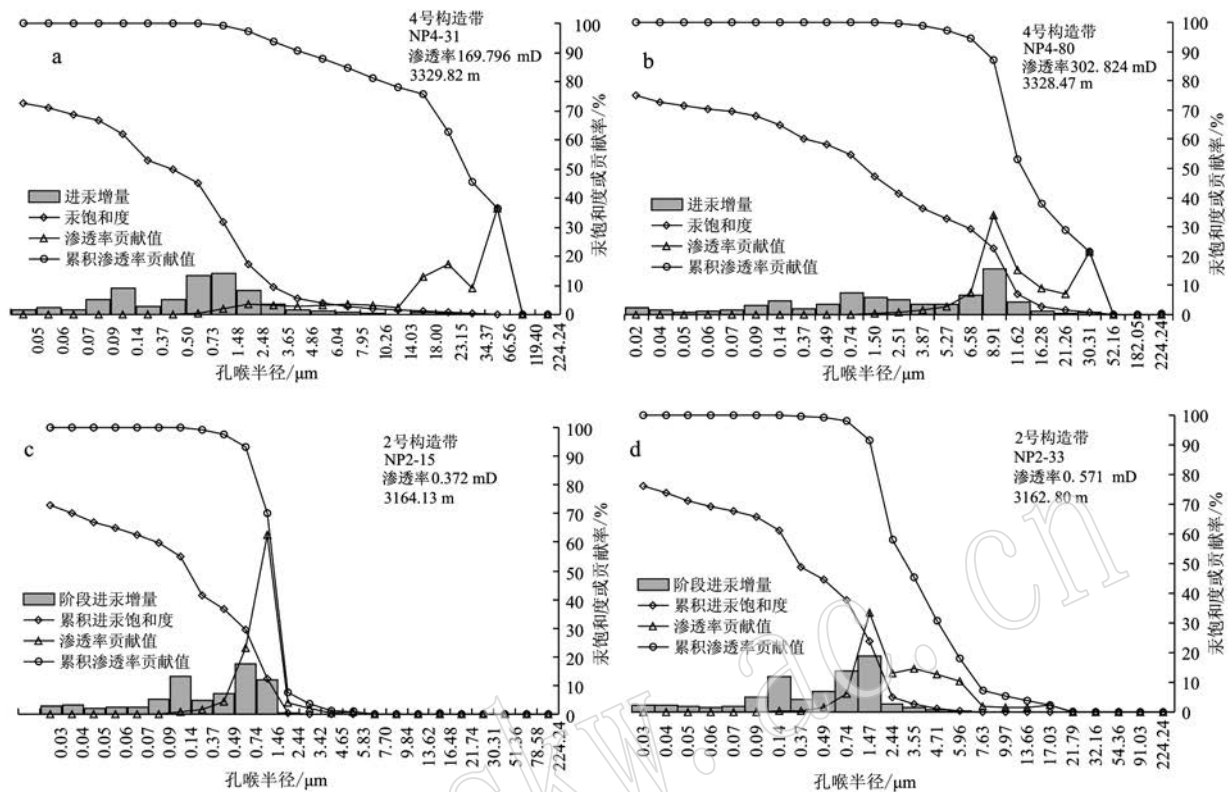 4号构造带
NP4-31
渗透率169.796 mD
3329.82 m
a
进汞增量
汞饱和度
渗透率贡献值
累积渗透率贡献值
100
90
80
70
60
50
40
30
20
10
0
汞饱和度或贡献率/%
0.05 0.06 0.07 0.09 0.14 0.37 0.50 0.73 1.48 2.48 3.65 4.86 6.04 7.95 10.26 14.03 18.00 23.15 34.37 66.56 119.40 224.24
孔喉半径/μm
4号构造带
NP4-80
渗透率302. 824 mD
3328.47 m
b
进汞增量
汞饱和度
渗透率贡献值
累积渗透率贡献值
100
90
80
70
60
50
40
30
20
10
0
汞饱和度或贡献率/%
0.02 0.04 0.05 0.06 0.07 0.09 0.14 0.37 0.49 0.74 1.50 2.51 3.87 5.27 6.58 8.91 11.62 16.28 21.26 30.31 52.16 182.05 224.24
孔喉半径/μm
2号构造带
NP2-15
渗透率0.372 mD
3164.13 m
c
阶段进汞增量
累积进汞饱和度
渗透率贡献值
累积渗透率贡献值
100
90
80
70
60
50
40
30
20
10
0
汞饱和度或贡献率/%
0.03 0.04 0.05 0.06 0.07 0.09 0.14 0.37 0.49 0.74 1.46 2.44 3.42 4.65 5.83 7.70 9.84 13.62 16.48 21.74 30.31 51.36 78.58 224.24
孔喉半径/μm
2号构造带
NP2-33
渗透率0. 571 mD
3162. 80 m
d
阶段进汞增量
累积进汞饱和度
渗透率贡献值
累积渗透率贡献值
100
90
80
70
60
50
40
30
20
10
0
汞饱和度或贡献率/%
0.03 0.04 0.05 0.06 0.07 0.09 0.14 0.37 0.49 0.74 1.47 2.44 3.55 4.71 5.96 7.63 9.97 13.66 17.03 21.79 32.16 54.36 91.03 224.24
孔喉半径/μm